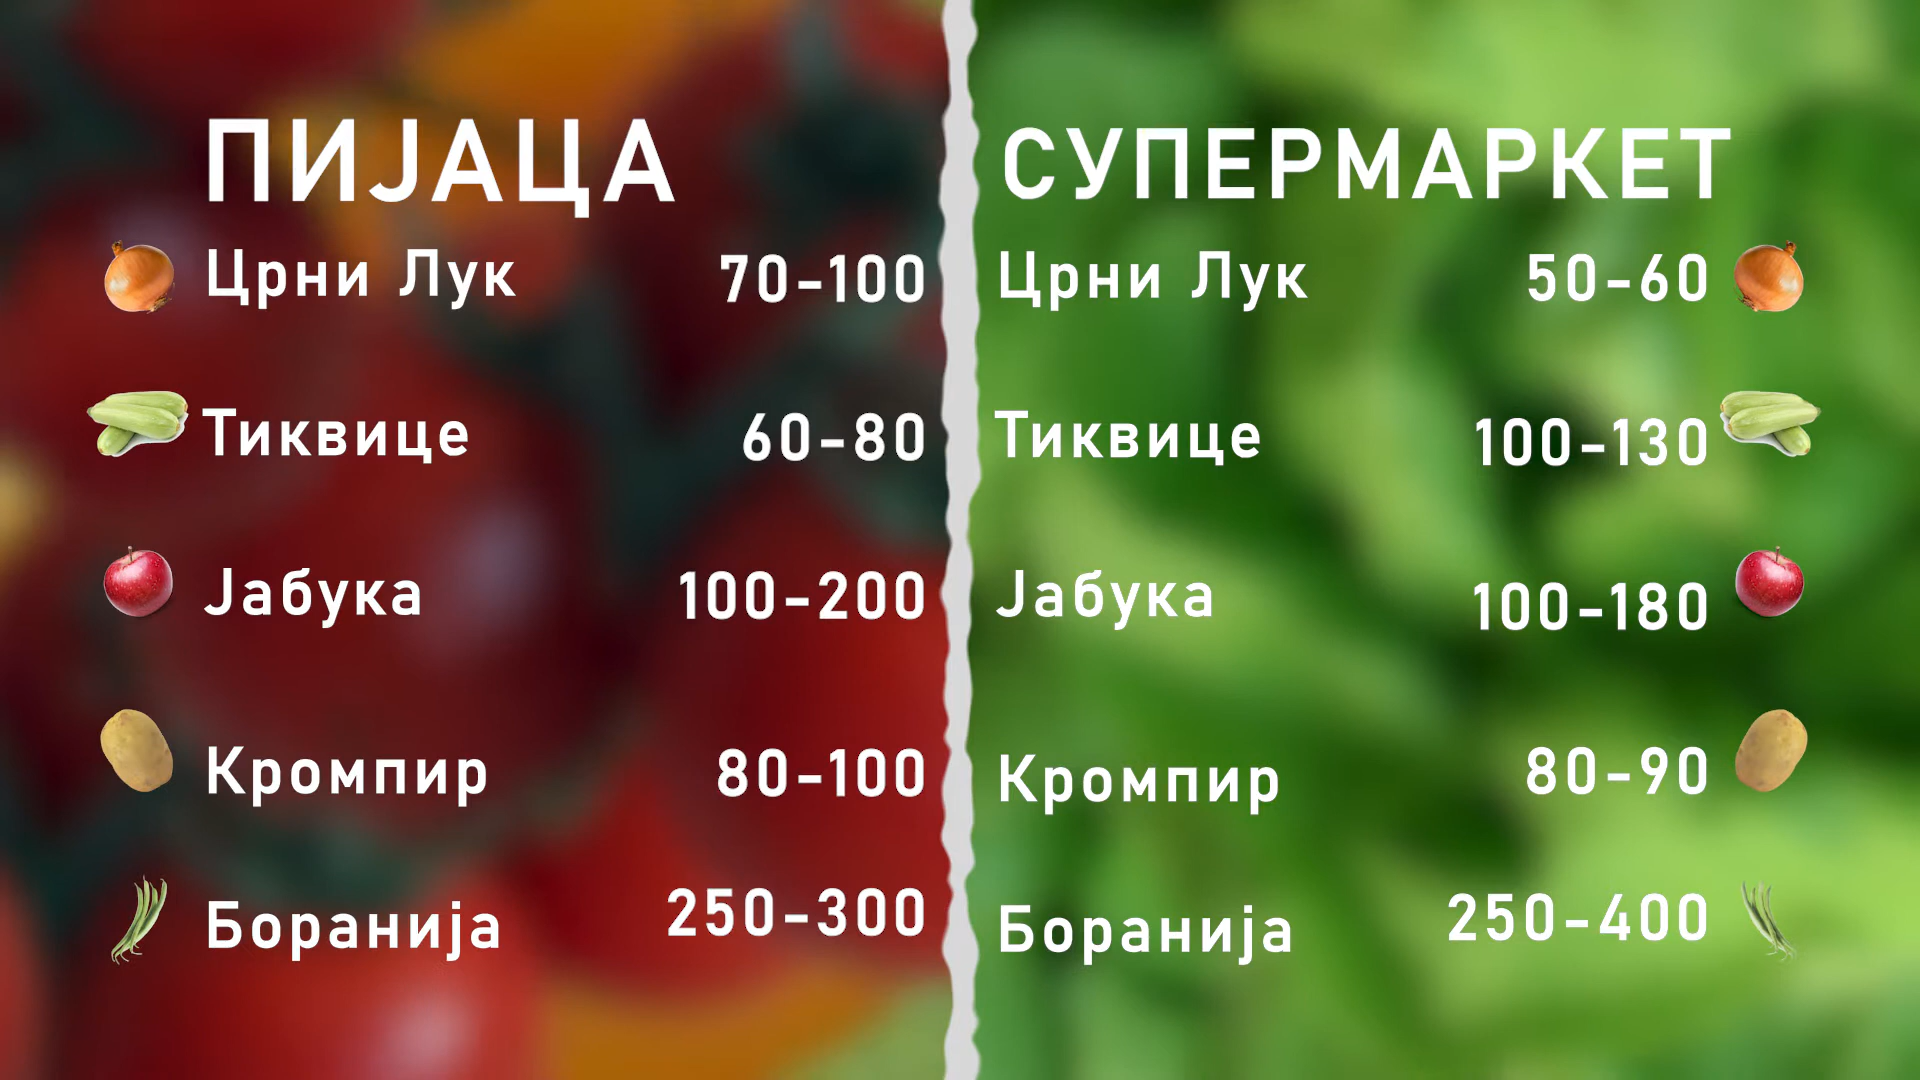 ПИЈАЦА
Црни Лук 70-100
Тиквице 60-80
Јабука 100-200
Кромпир 80-100
Боранија 250-300
СУПЕРМАРКЕТ
Црни Лук 50-60
Тиквице 100-130
Јабука 100-180
Кромпир 80-90
Боранија 250-400